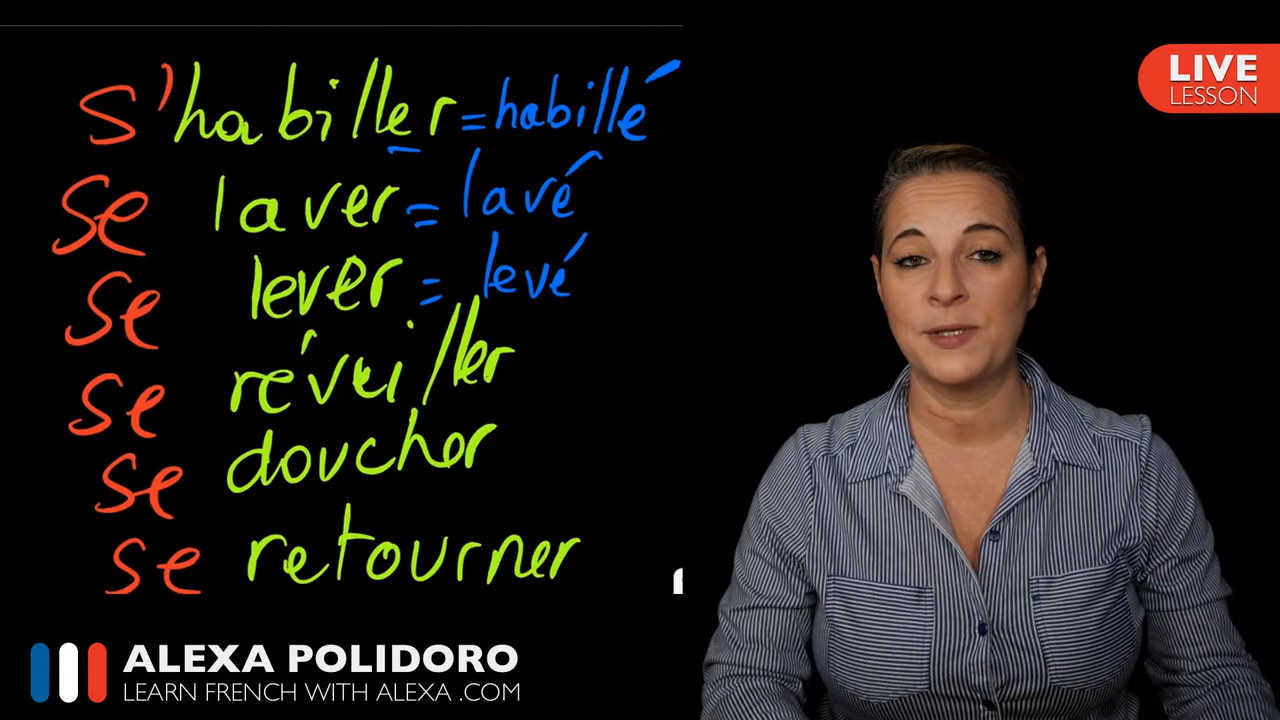 s'habiller = habillé
se laver = lavé
se lever = levé
se réveiller
se doucher
se retourner
ALEXA POLIDORO
LEARN FRENCH WITH ALEXA .COM
LIVE
LESSON